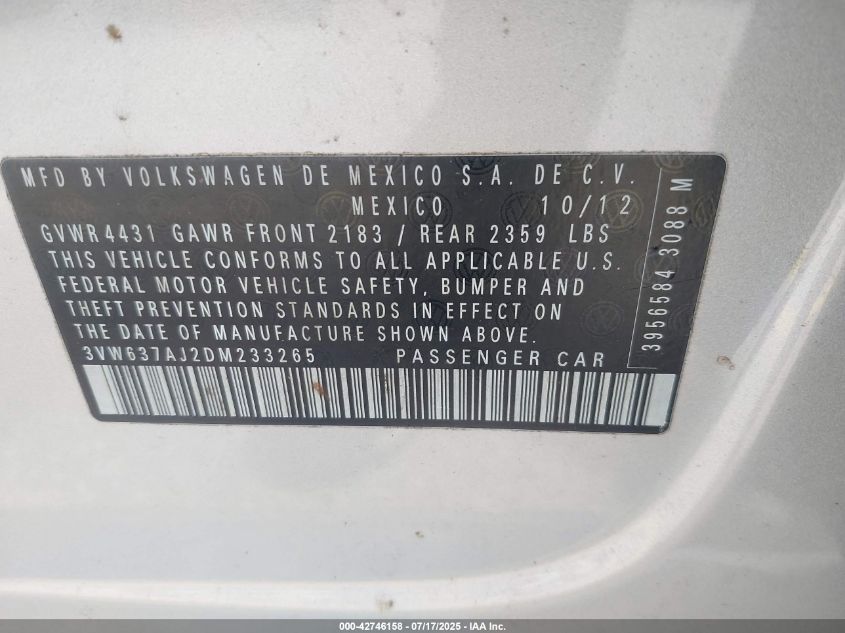 MFD BY VOLKSWAGEN DE MEXICO S.A. DE C.V.
MEXICO 10/12
GVWR4431 GAWR FRONT 2183 / REAR 2359 LBS
THIS VEHICLE CONFORMS TO ALL APPLICABLE U.S.
FEDERAL MOTOR VEHICLE SAFETY, BUMPER AND
THEFT PREVENTION STANDARDS IN EFFECT ON
THE DATE OF MANUFACTURE SHOWN ABOVE.
3VW637AJ2DM233265 PASSENGER CAR
3956584 3088 M
000-42746158 - 07/17/2025 - IAA Inc.